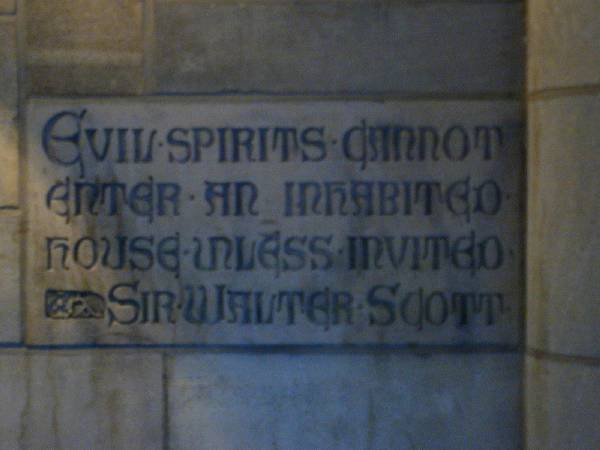 EVIL·SPIRITS·CANNOT
ENTER·AN INHABITED·
HOUSE·UNLESS·INVITED·
SIR·WALTER·SCOTT·